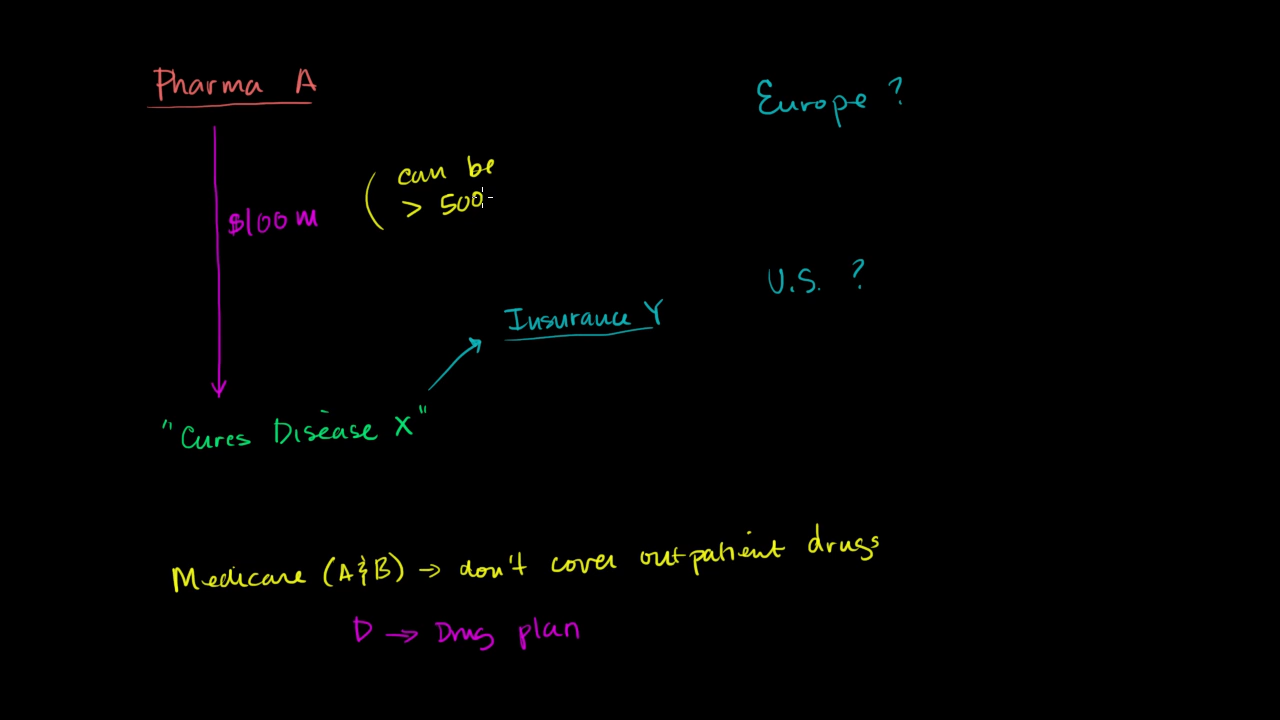 Pharma A
Europe ?
( can be
> 500
$100 M
U.S. ?
Insurance Y
"Cures Disease X"
Medicare (A&B) → don't cover outpatient drugs
D → Drug plan